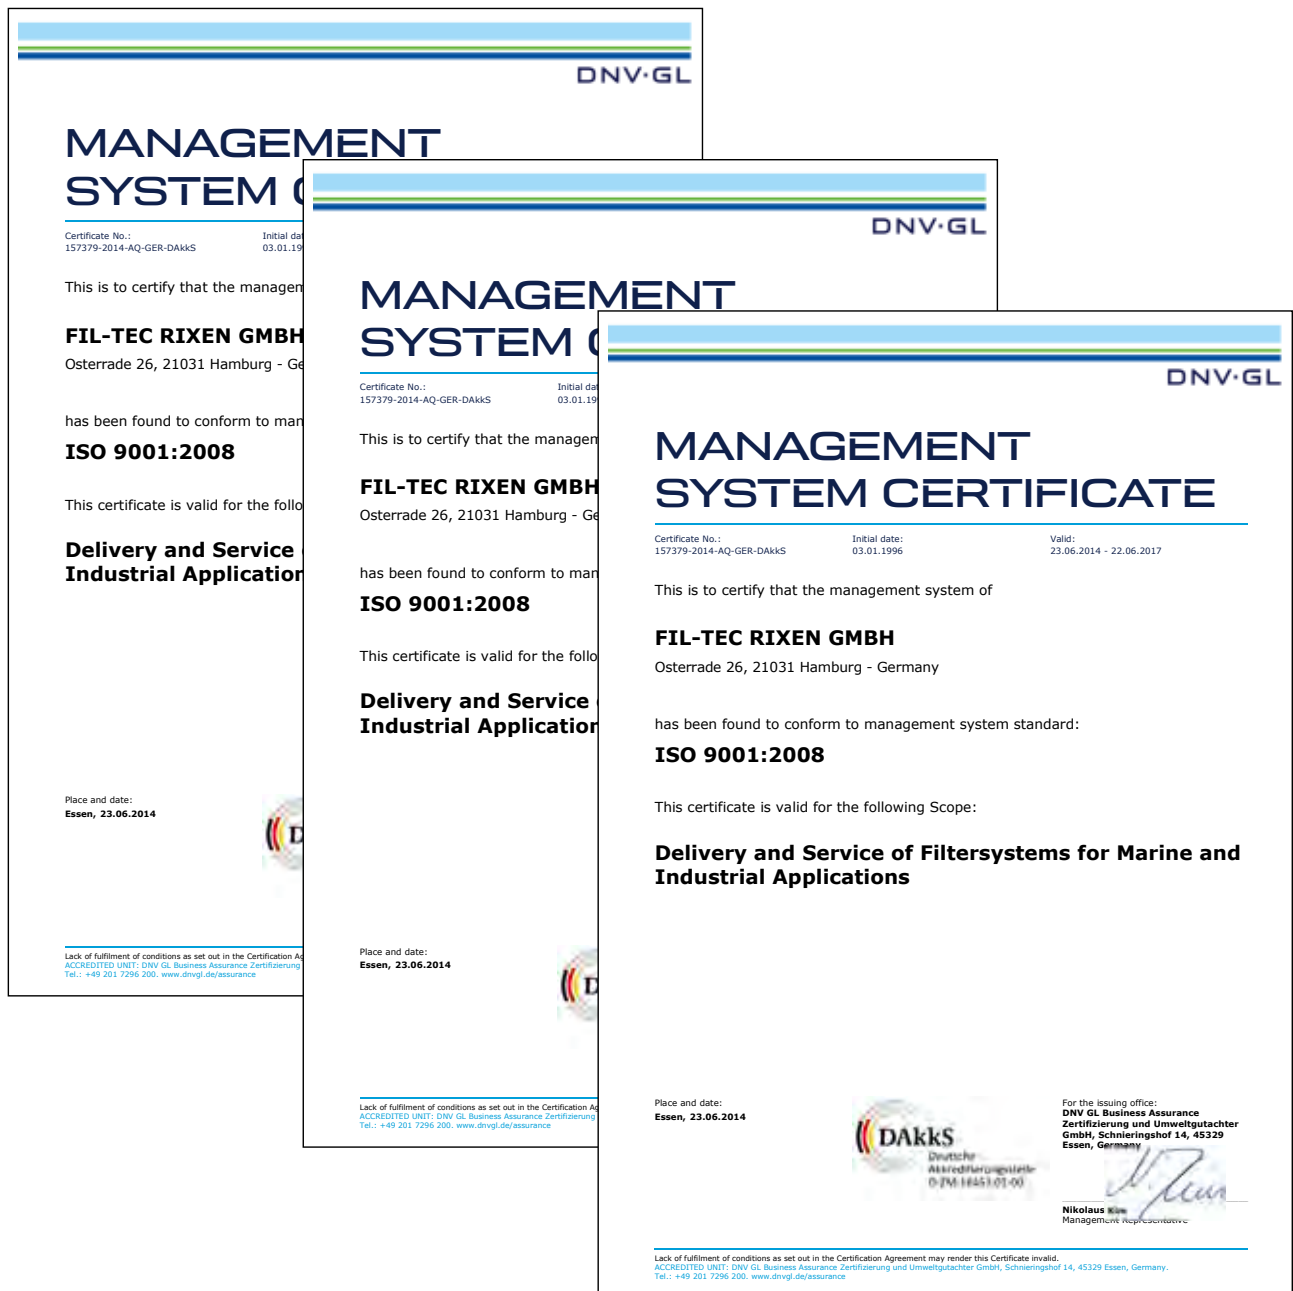 DNV·GL
MANAGEMENT
SYSTEM C
Certificate No.:
157379-2014-AQ-GER-DAkkS
Initial dat
03.01.19
This is to certify that the managem
FIL-TEC RIXEN GMBH
Osterrade 26, 21031 Hamburg - Ge
has been found to conform to man
ISO 9001:2008
This certificate is valid for the follo
Delivery and Service
Industrial Application
Place and date:
Essen, 23.06.2014
D
Lack of fulfilment of conditions as set out in the Certification Ag
ACCREDITED UNIT: DNV GL Business Assurance Zertifizierung
Tel.: +49 201 7296 200. www.dnvgl.de/assurance
DNV·GL
MANAGEMENT
SYSTEM C
Certificate No.:
157379-2014-AQ-GER-DAkkS
Initial dat
03.01.19
This is to certify that the managem
FIL-TEC RIXEN GMBH
Osterrade 26, 21031 Hamburg - Ge
has been found to conform to man
ISO 9001:2008
This certificate is valid for the follo
Delivery and Service
Industrial Application
Place and date:
Essen, 23.06.2014
D
Lack of fulfilment of conditions as set out in the Certification Ag
ACCREDITED UNIT: DNV GL Business Assurance Zertifizierung
Tel.: +49 201 7296 200. www.dnvgl.de/assurance
DNV·GL
MANAGEMENT
SYSTEM CERTIFICATE
Certificate No.:
157379-2014-AQ-GER-DAkkS
Initial date:
03.01.1996
Valid:
23.06.2014 - 22.06.2017
This is to certify that the management system of
FIL-TEC RIXEN GMBH
Osterrade 26, 21031 Hamburg - Germany
has been found to conform to management system standard:
ISO 9001:2008
This certificate is valid for the following Scope:
Delivery and Service of Filtersystems for Marine and
Industrial Applications
Place and date:
Essen, 23.06.2014
DAkkS
Deutsche
Akkreditierungsstelle
D-ZM-18453-01-00
For the issuing office:
DNV GL Business Assurance
Zertifizierung und Umweltgutachter
GmbH, Schnieringshof 14, 45329
Essen, Germany
Nikolaus
Management Representative
Lack of fulfilment of conditions as set out in the Certification Agreement may render this Certificate invalid.
ACCREDITED UNIT: DNV GL Business Assurance Zertifizierung und Umweltgutachter GmbH, Schnieringshof 14, 45329 Essen, Germany.
Tel.: +49 201 7296 200. www.dnvgl.de/assurance